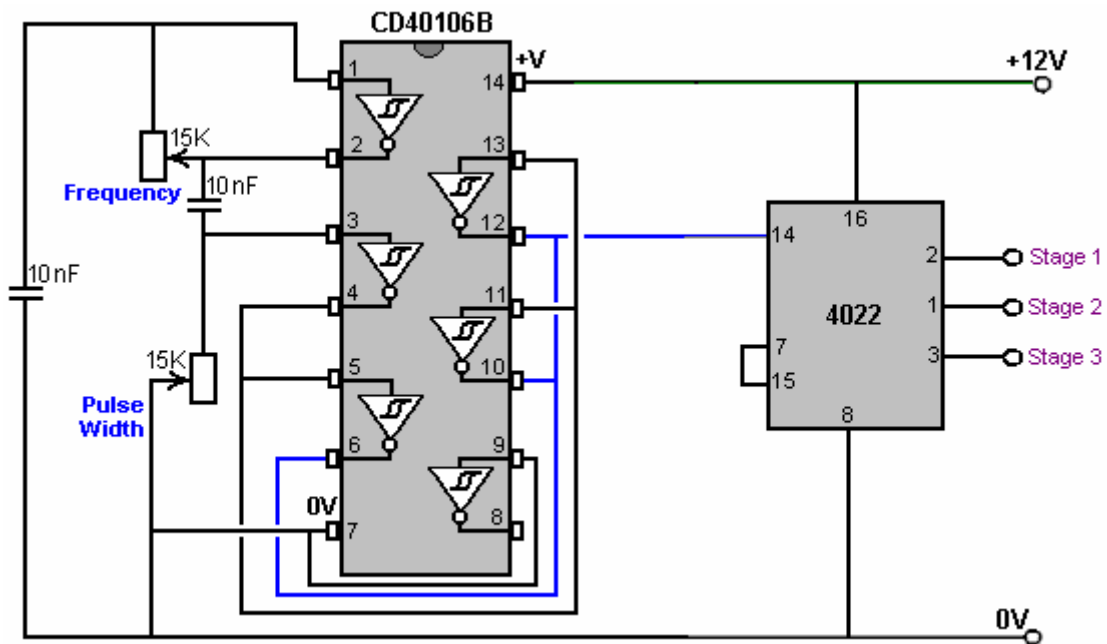 CD40106B
+V
+12V
1
14
15K
2
13
Frequency
10nF
3
12
14
16
2
Stage 1
10nF
4
11
4022
1
Stage 2
15K
5
10
7
3
Stage 3
15
Pulse
Width
6
9
8
0V
7
8
0V